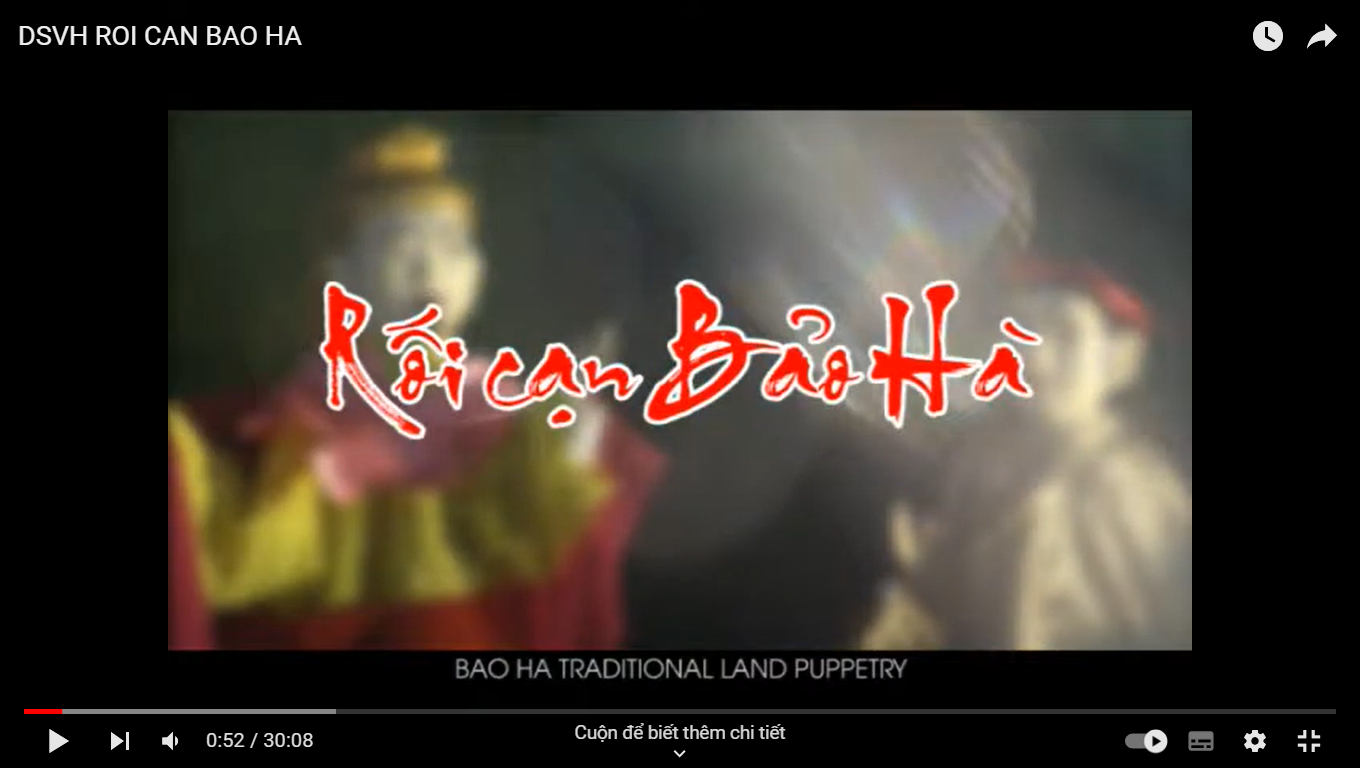 DSVH ROI CAN BAO HA
Rối cạn Bảo Hà
BAO HA TRADITIONAL LAND PUPPETRY
Cuộn để biết thêm chi tiết
0:52 / 30:08